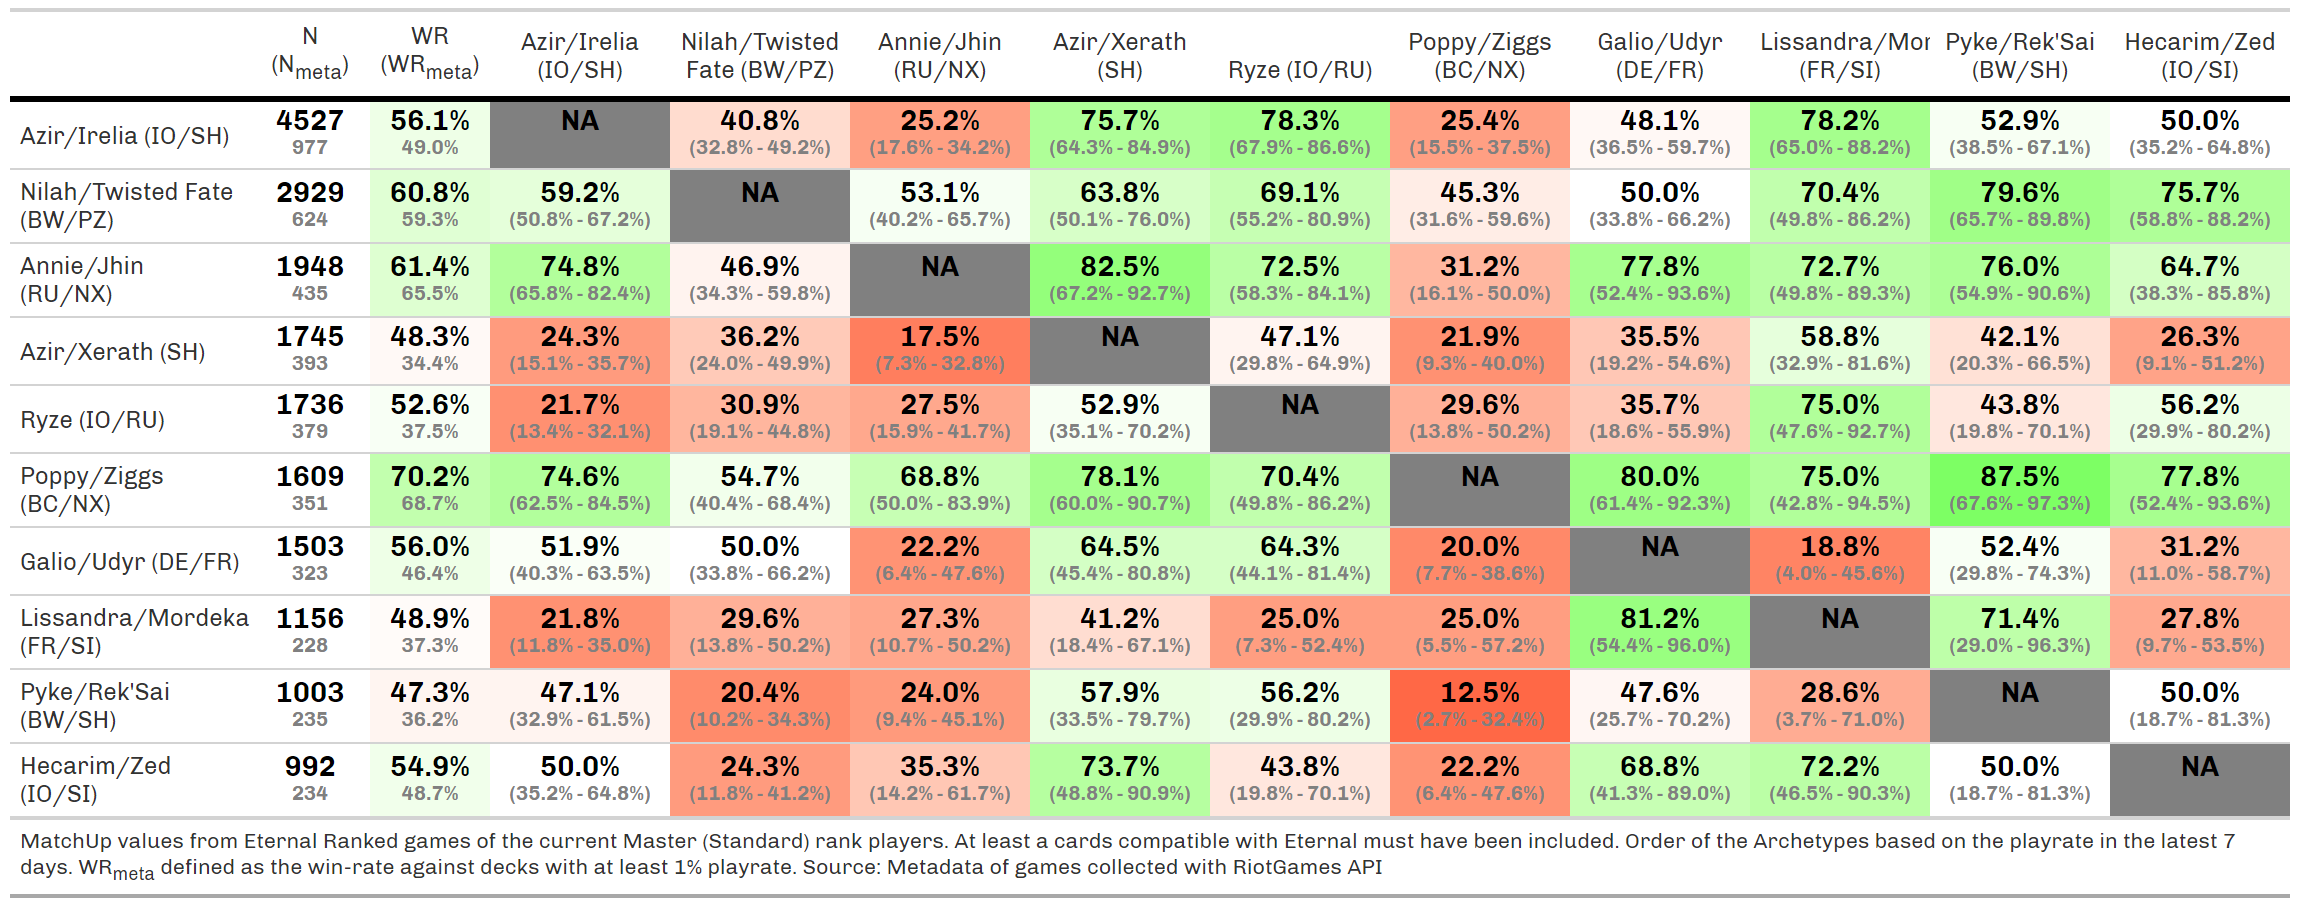 N WR Azir/Irelia Nilah/Twisted Annie/Jhin Azir/Xerath Poppy/Ziggs Galio/Udyr Lissandra/Mor Pyke/Rek'Sai Hecarim/Zed
(Nmeta) (WRmeta) (IO/SH) Fate (BW/PZ) (RU/NX) (SH) Ryze (IO/RU) (BC/NX) (DE/FR) (FR/SI) (BW/SH) (IO/SI)
Azir/Irelia (IO/SH) 4527 56.1% NA 40.8% 25.2% 75.7% 78.3% 25.4% 48.1% 78.2% 52.9% 50.0%
977 49.0% (32.8% - 49.2%) (17.6% - 34.2%) (64.3% - 84.9%) (67.9% - 86.6%) (15.5% - 37.5%) (36.5% - 59.7%) (65.0% - 88.2%) (38.5% - 67.1%) (35.2% - 64.8%)
Nilah/Twisted Fate 2929 60.8% 59.2% NA 53.1% 63.8% 69.1% 45.3% 50.0% 70.4% 79.6% 75.7%
(BW/PZ) 624 59.3% (50.8% - 67.2%) (40.2% - 65.7%) (50.1% - 76.0%) (55.2% - 80.9%) (31.6% - 59.6%) (33.8% - 66.2%) (49.8% - 86.2%) (65.7% - 89.8%) (58.8% - 88.2%)
Annie/Jhin 1948 61.4% 74.8% 46.9% NA 82.5% 72.5% 31.2% 77.8% 72.7% 76.0% 64.7%
(RU/NX) 435 65.5% (65.8% - 82.4%) (34.3% - 59.8%) (67.2% - 92.7%) (58.3% - 84.1%) (16.1% - 50.0%) (52.4% - 93.6%) (49.8% - 89.3%) (54.9% - 90.6%) (38.3% - 85.8%)
Azir/Xerath (SH) 1745 48.3% 24.3% 36.2% 17.5% NA 47.1% 21.9% 35.5% 58.8% 42.1% 26.3%
393 34.4% (15.1% - 35.7%) (24.0% - 49.9%) (7.3% - 32.8%) (29.8% - 64.9%) (9.3% - 40.0%) (19.2% - 54.6%) (32.9% - 81.6%) (20.3% - 66.5%) (9.1% - 51.2%)
Ryze (IO/RU) 1736 52.6% 21.7% 30.9% 27.5% 52.9% NA 29.6% 35.7% 75.0% 43.8% 56.2%
379 37.5% (13.4% - 32.1%) (19.1% - 44.8%) (15.9% - 41.7%) (35.1% - 70.2%) (13.8% - 50.2%) (18.6% - 55.9%) (47.6% - 92.7%) (19.8% - 70.1%) (29.9% - 80.2%)
Poppy/Ziggs 1609 70.2% 74.6% 54.7% 68.8% 78.1% 70.4% NA 80.0% 75.0% 87.5% 77.8%
(BC/NX) 351 68.7% (62.5% - 84.5%) (40.4% - 68.4%) (50.0% - 83.9%) (60.0% - 90.7%) (49.8% - 86.2%) (61.4% - 92.3%) (42.8% - 94.5%) (67.6% - 97.3%) (52.4% - 93.6%)
Galio/Udyr (DE/FR) 1503 56.0% 51.9% 50.0% 22.2% 64.5% 64.3% 20.0% NA 18.8% 52.4% 31.2%
323 46.4% (40.3% - 63.5%) (33.8% - 66.2%) (6.4% - 47.6%) (45.4% - 80.8%) (44.1% - 81.4%) (7.7% - 38.6%) (4.0% - 45.6%) (29.8% - 74.3%) (11.0% - 58.7%)
Lissandra/Mordeka 1156 48.9% 21.8% 29.6% 27.3% 41.2% 25.0% 25.0% 81.2% NA 71.4% 27.8%
(FR/SI) 228 37.3% (11.8% - 35.0%) (13.8% - 50.2%) (10.7% - 50.2%) (18.4% - 67.1%) (7.3% - 52.4%) (5.5% - 57.2%) (54.4% - 96.0%) (29.0% - 96.3%) (9.7% - 53.5%)
Pyke/Rek'Sai 1003 47.3% 47.1% 20.4% 24.0% 57.9% 56.2% 12.5% 47.6% 28.6% NA 50.0%
(BW/SH) 235 36.2% (32.9% - 61.5%) (10.2% - 34.3%) (9.4% - 45.1%) (33.5% - 79.7%) (29.9% - 80.2%) (2.7% - 32.4%) (25.7% - 70.2%) (3.7% - 71.0%) (18.7% - 81.3%)
Hecarim/Zed 992 54.9% 50.0% 24.3% 35.3% 73.7% 43.8% 22.2% 68.8% 72.2% 50.0% NA
(IO/SI) 234 48.7% (35.2% - 64.8%) (11.8% - 41.2%) (14.2% - 61.7%) (48.8% - 90.9%) (19.8% - 70.1%) (6.4% - 47.6%) (41.3% - 89.0%) (46.5% - 90.3%) (18.7% - 81.3%)
MatchUp values from Eternal Ranked games of the current Master (Standard) rank players. At least a cards compatible with Eternal must have been included. Order of the Archetypes based on the playrate in the latest 7
days. WRmeta defined as the win-rate against decks with at least 1% playrate. Source: Metadata of games collected with RiotGames API